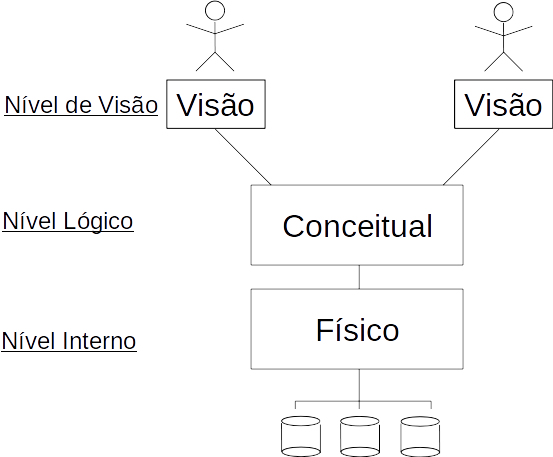 Nível de Visão
Visão
Visão
Nível Lógico
Conceitual
Nível Interno
Físico